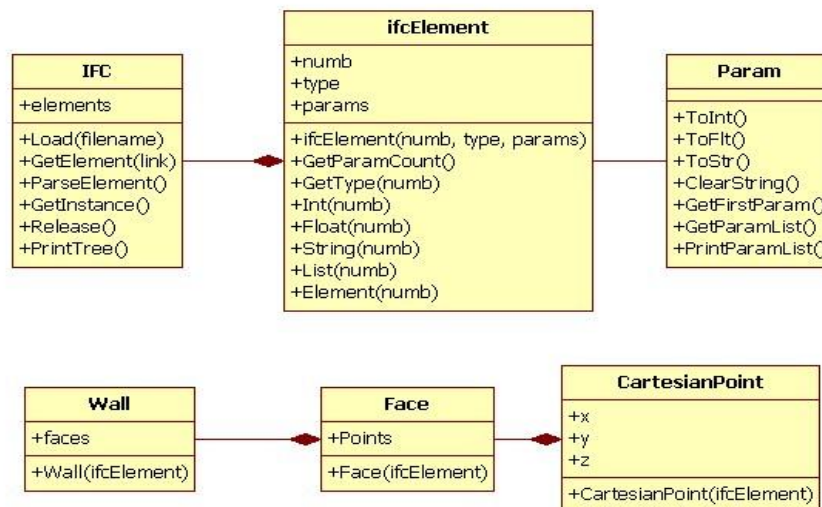 IFC
+elements
+Load(filename)
+GetElement(link)
+ParseElement()
+GetInstance()
+Release()
+PrintTree()
ifcElement
+numb
+type
+params
+ifcElement(numb, type, params)
+GetParamCount()
+GetType(numb)
+Int(numb)
+Float(numb)
+String(numb)
+List(numb)
+Element(numb)
Param
+ToInt()
+ToFlt()
+ToStr()
+ClearString()
+GetFirstParam()
+GetParamList()
+PrintParamList()
Wall
+faces
+Wall(ifcElement)
Face
+Points
+Face(ifcElement)
CartesianPoint
+x
+y
+z
+CartesianPoint(ifcElement)